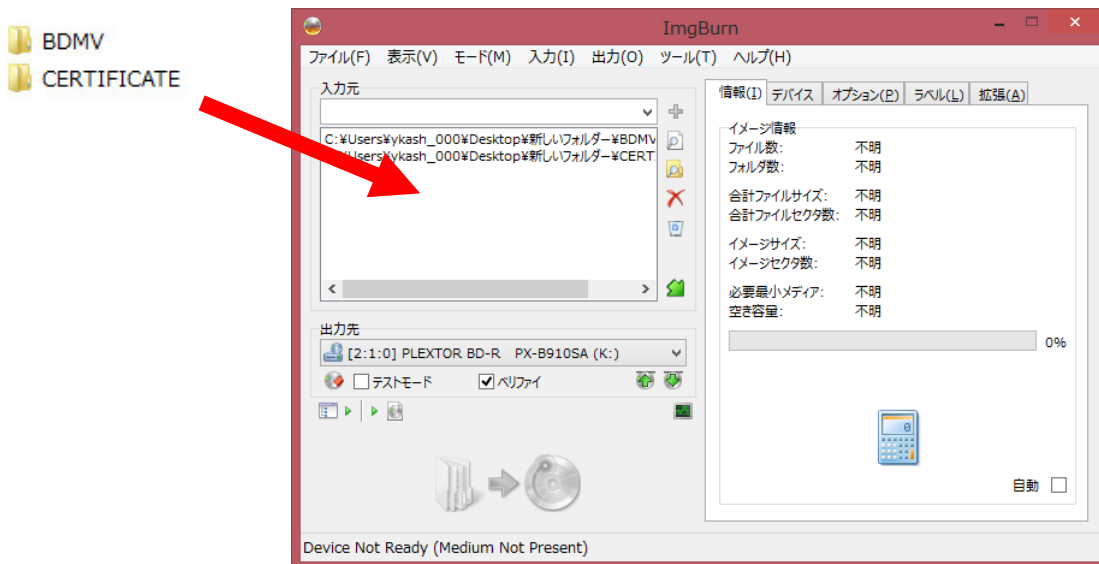 BDMV
CERTIFICATE
ImgBurn
ファイル(F) 表示(V) モード(M) 入力(I) 出力(O) ツール(T) ヘルプ(H)
入力元
C:¥Users¥ykash_000¥Desktop¥新しいフォルダー¥BDMV
¥Users¥ykash_000¥Desktop¥新しいフォルダー¥CERT
出力先
[2:1:0] PLEXTOR BD-R PX-B910SA (K:)
テストモード ベリファイ
情報(I) デバイス オプション(P) ラベル(L) 拡張(A)
イメージ情報
ファイル数: 不明
フォルダ数: 不明
合計ファイルサイズ: 不明
合計ファイルセクタ数: 不明
イメージサイズ: 不明
イメージセクタ数: 不明
必要最小メディア: 不明
空き容量: 不明
0%
0
自動
Device Not Ready (Medium Not Present)